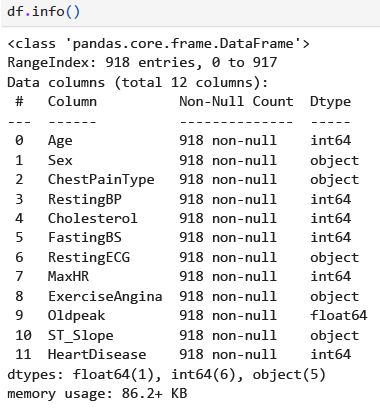 df.info()
<class 'pandas.core.frame.DataFrame'>
RangeIndex: 918 entries, 0 to 917
Data columns (total 12 columns):
 #   Column          Non-Null Count  Dtype
---  ------          --------------  -----
 0   Age             918 non-null    int64
 1   Sex             918 non-null    object
 2   ChestPainType   918 non-null    object
 3   RestingBP       918 non-null    int64
 4   Cholesterol     918 non-null    int64
 5   FastingBS       918 non-null    int64
 6   RestingECG      918 non-null    object
 7   MaxHR           918 non-null    int64
 8   ExerciseAngina  918 non-null    object
 9   Oldpeak         918 non-null    float64
 10  ST_Slope        918 non-null    object
 11  HeartDisease    918 non-null    int64
dtypes: float64(1), int64(6), object(5)
memory usage: 86.2+ KB